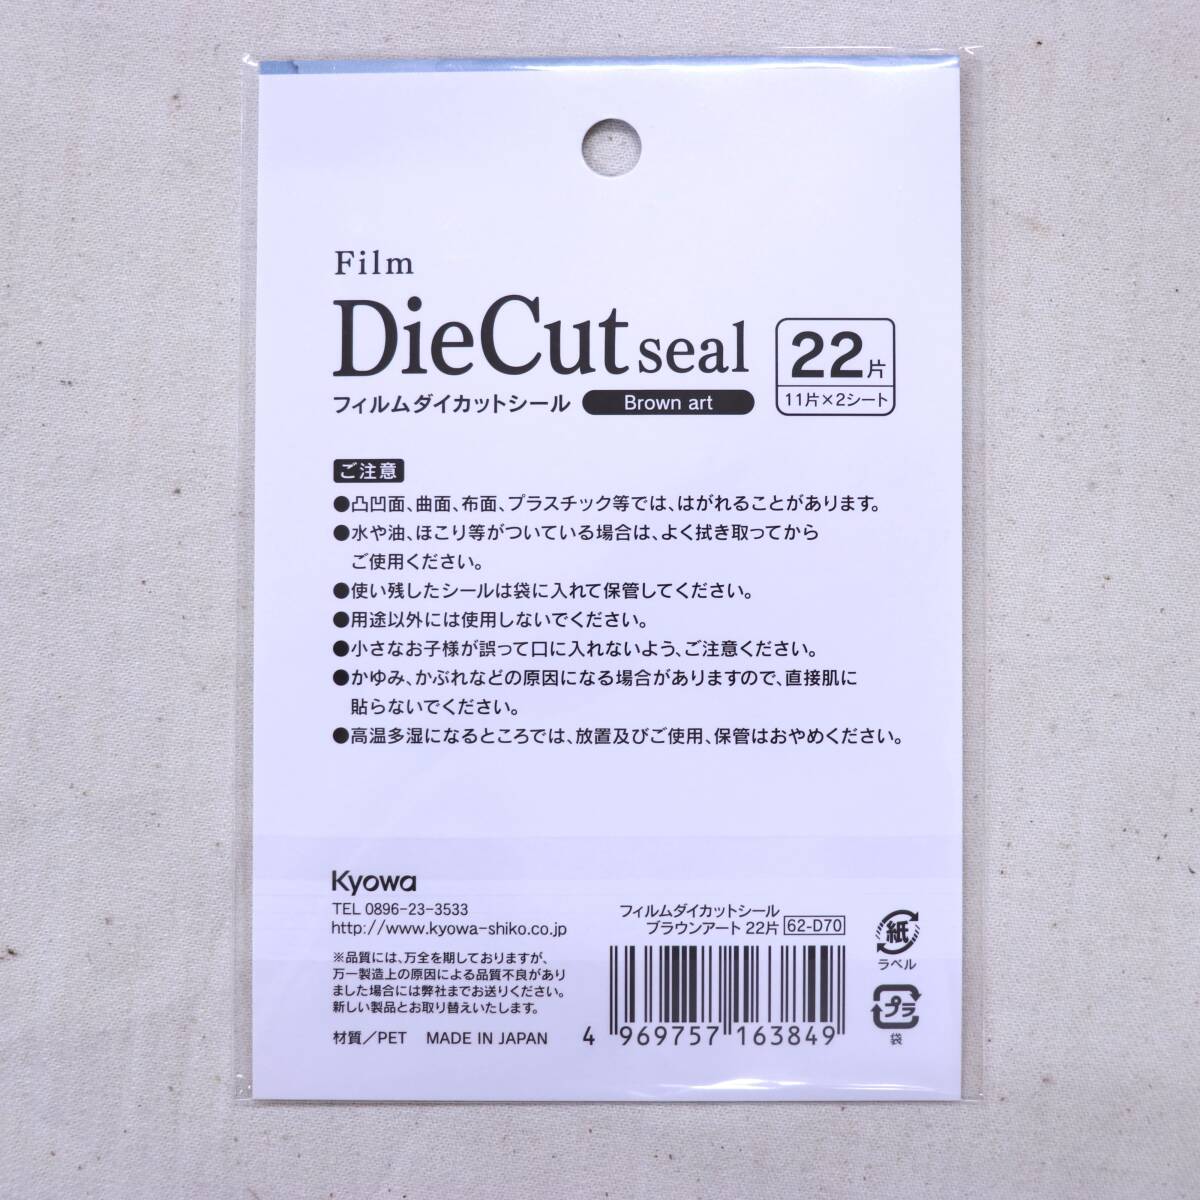 Film
DieCut seal
22片
11片×2シート
フィルムダイカットシール Brown art
ご注意
●凸凹面、曲面、布面、プラスチック等では、はがれることがあります。
●水や油、ほこり等がついている場合は、よく拭き取ってから
ご使用ください。
●使い残したシールは袋に入れて保管してください。
●用途以外には使用しないでください。
●小さなお子様が誤って口に入れないよう、ご注意ください。
●かゆみ、かぶれなどの原因になる場合がありますので、直接肌に
貼らないでください。
●高温多湿になるところでは、放置及びご使用、保管はおやめください。
Kyowa
TEL 0896-23-3533
http://www.kyowa-shiko.co.jp
※品質には、万全を期しておりますが、
万一製造上の原因による品質不良があり
ました場合には弊社までお送りください。
新しい製品とお取り替えいたします。
材質/PET MADE IN JAPAN
フィルムダイカットシール
ブラウンアート 22片 62-D70
4 969757 163849
紙
ラベル
プラ
袋